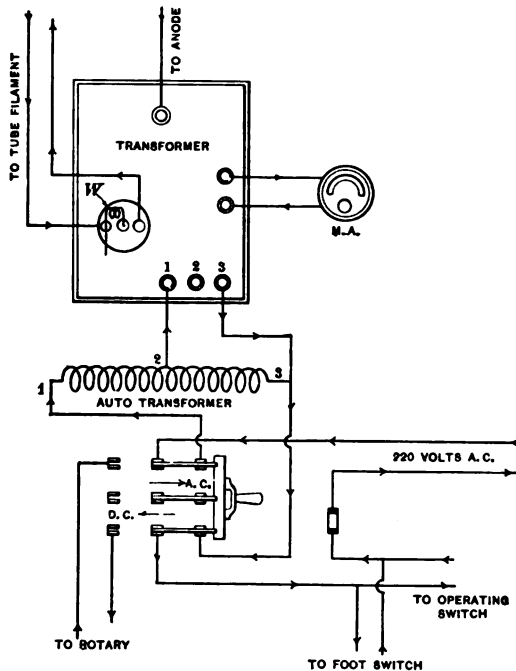 TO TUBE FILAMENT
TO ANODE
TRANSFORMER
W
M.A.
1 2 3
2
1
3
AUTO TRANSFORMER
220 VOLTS A.C.
A.C.
D.C.
TO OPERATING
SWITCH
TO ROTARY
TO FOOT SWITCH